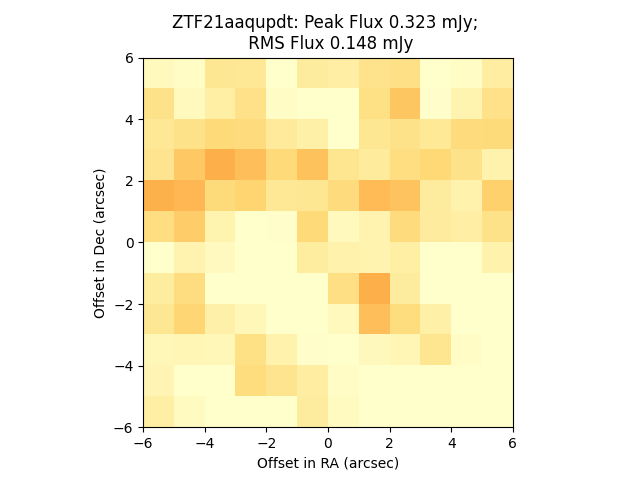 ZTF21aaqupdt: Peak Flux 0.323 mJy;
RMS Flux 0.148 mJy
6
4
2
0
−2
−4
−6
Offset in Dec (arcsec)
−6 −4 −2 0 2 4 6
Offset in RA (arcsec)